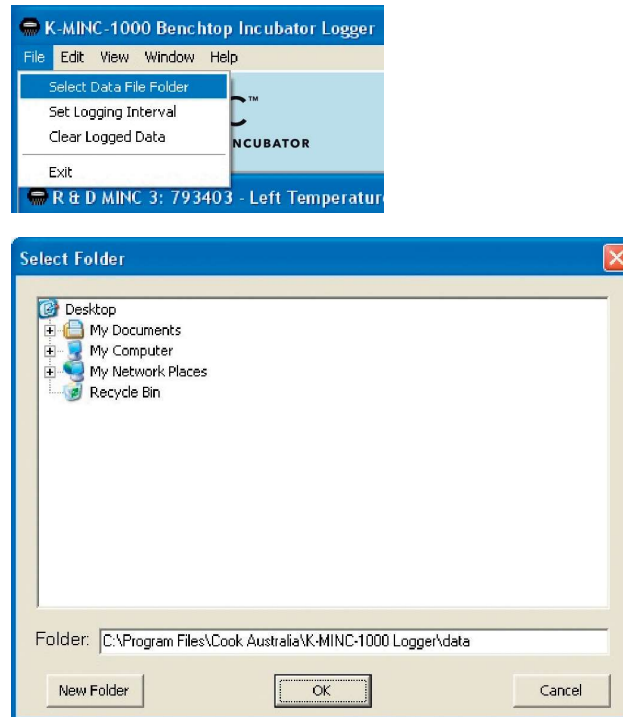 K-MINC-1000 Benchtop Incubator Logger
File Edit View Window Help
Select Data File Folder
Set Logging Interval
Clear Logged Data
Exit
™
NCUBATOR
R & D MINC 3: 793403 - Left Temperatur
Select Folder
Desktop
My Documents
My Computer
My Network Places
Recycle Bin
Folder: C:\Program Files\Cook Australia\K-MINC-1000 Logger\data
New Folder OK Cancel